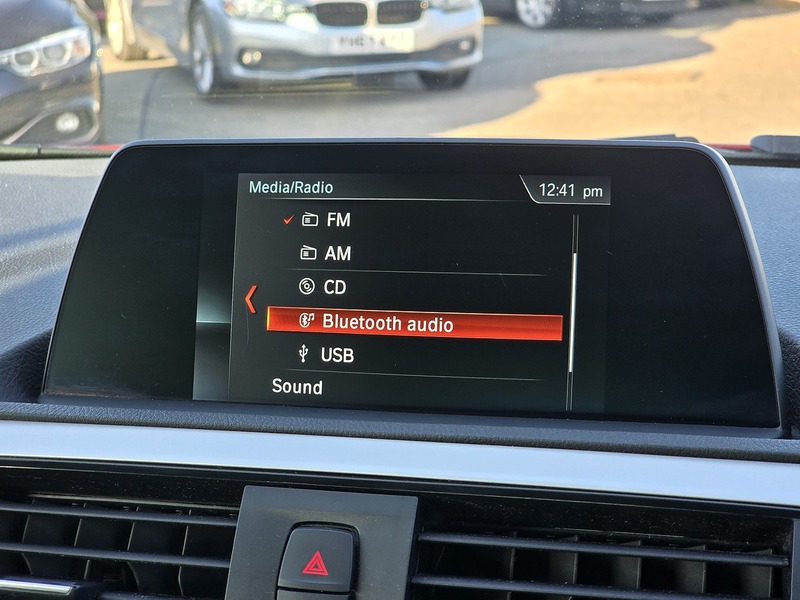 Media/Radio
12:41 pm
FM
AM
CD
Bluetooth audio
USB
Sound